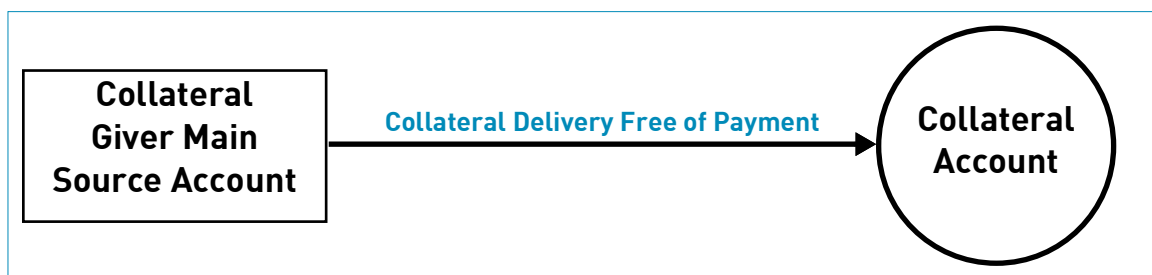 Collateral
Giver Main
Source Account
Collateral Delivery Free of Payment
Collateral
Account